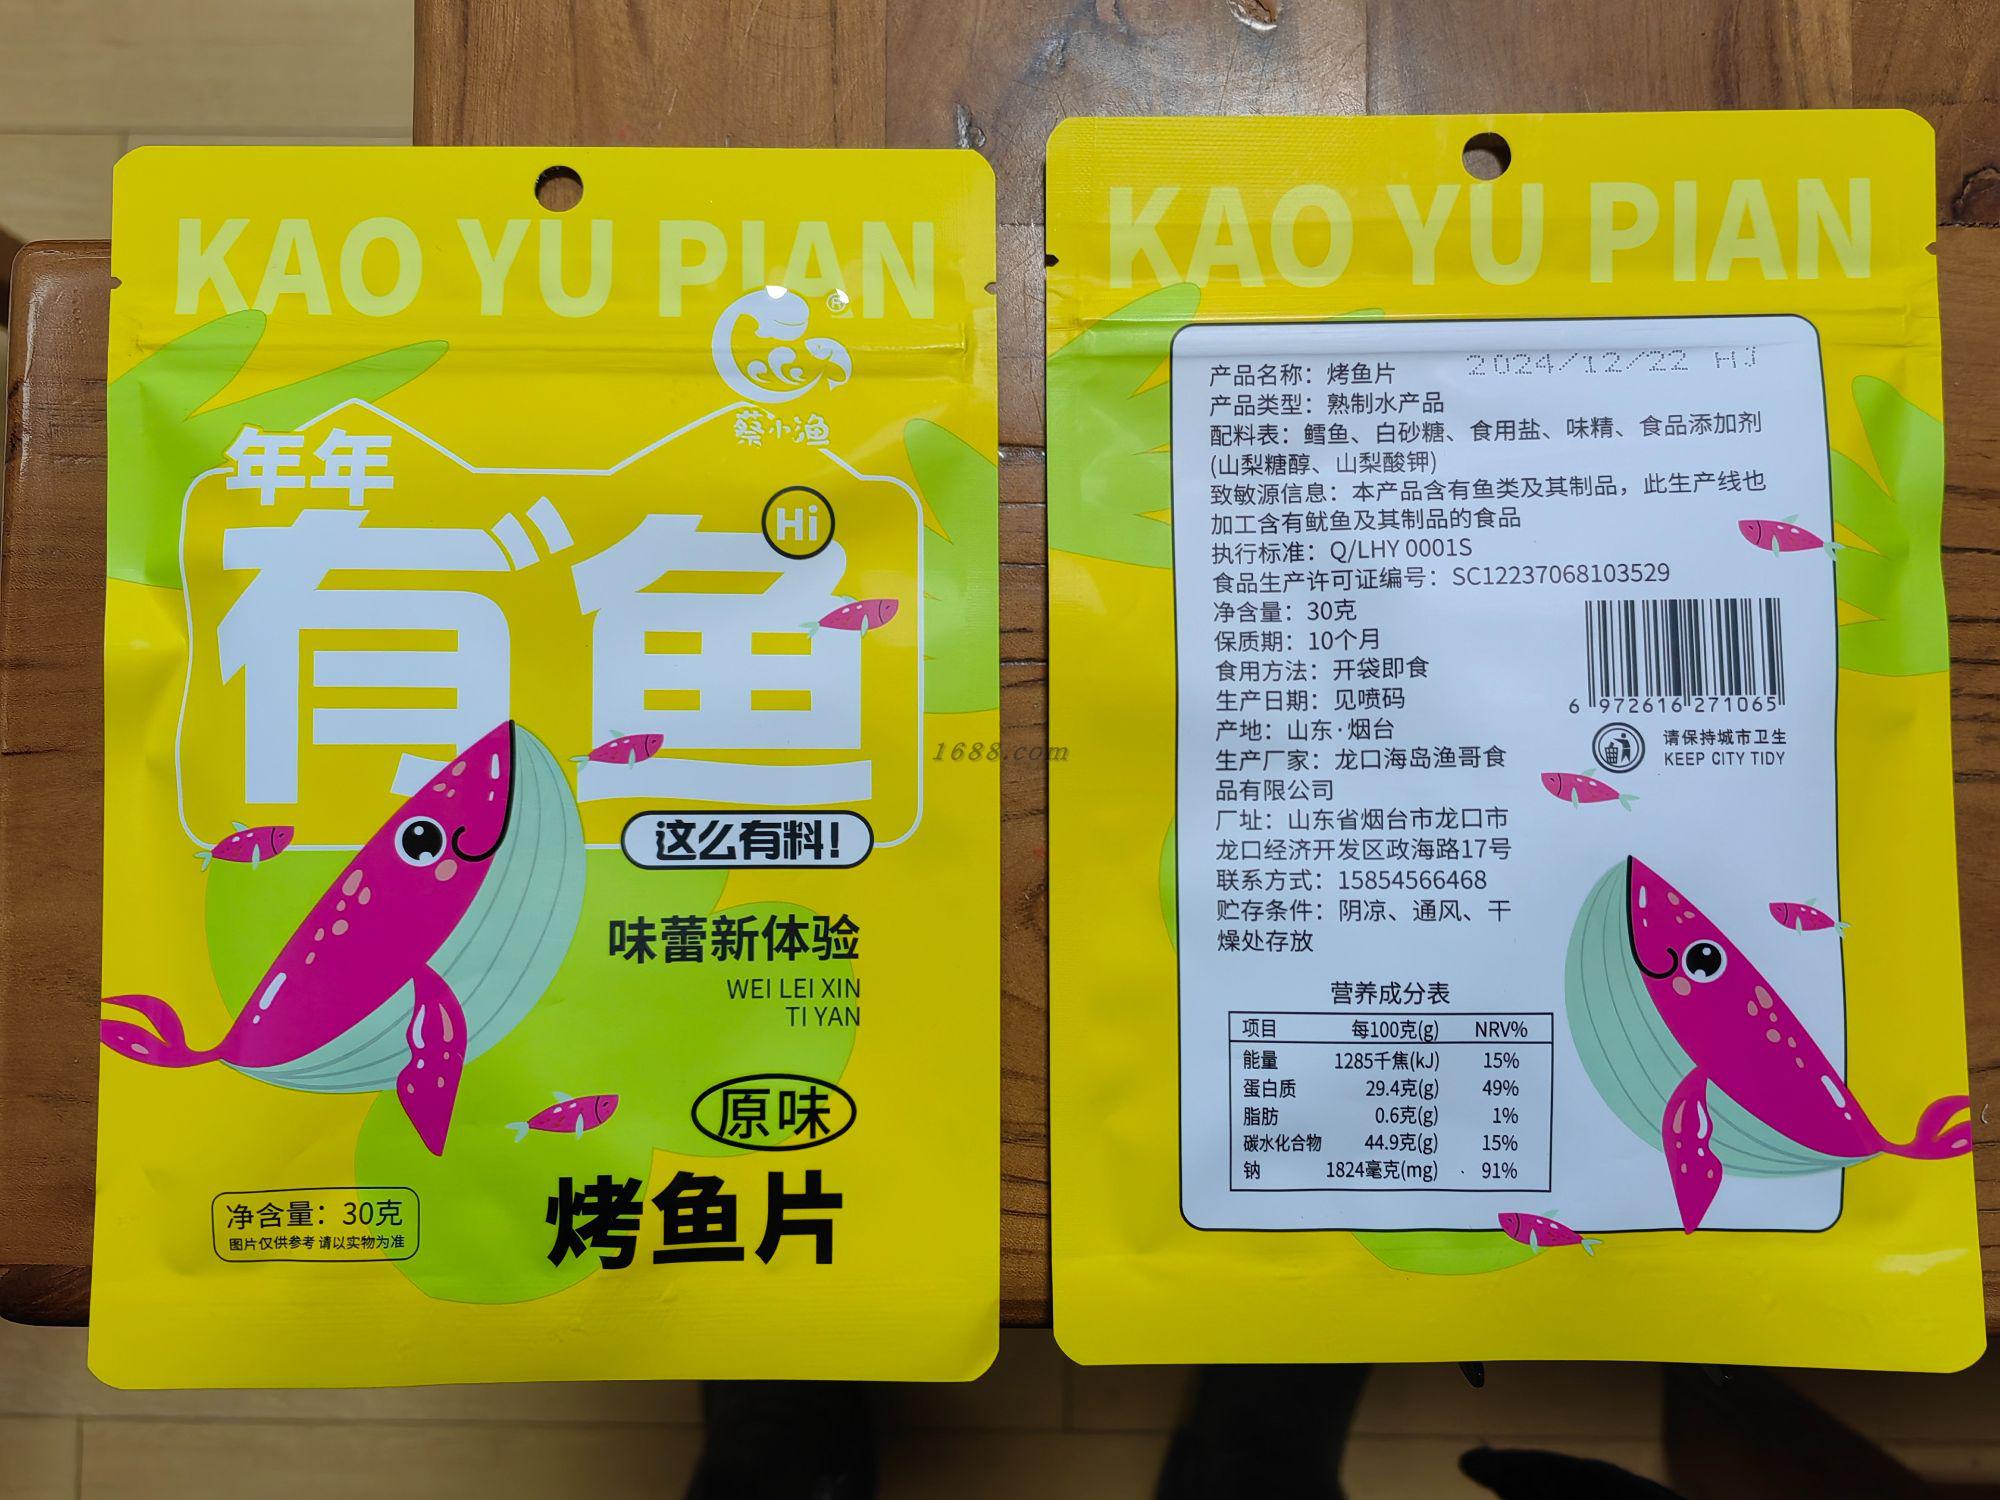 KAO YU PIAN
®
蔡小渔
年年
有鱼
Hi
这么有料！
味蕾新体验
WEI LEI XIN
TI YAN
原味
烤鱼片
净含量：30克
图片仅供参考 请以实物为准
1688.com
KAO YU PIAN
2024/12/22 HJ
产品名称：烤鱼片
产品类型：熟制水产品
配料表：鳕鱼、白砂糖、食用盐、味精、食品添加剂
(山梨糖醇、山梨酸钾)
致敏源信息：本产品含有鱼类及其制品，此生产线也
加工含有鱿鱼及其制品的食品
执行标准：Q/LHY 0001S
食品生产许可证编号：SC12237068103529
净含量：30克
保质期：10个月
食用方法：开袋即食
生产日期：见喷码
产地：山东·烟台
生产厂家：龙口海岛渔哥食
品有限公司
厂址：山东省烟台市龙口市
龙口经济开发区政海路17号
联系方式：15854566468
贮存条件：阴凉、通风、干
燥处存放
6 972616 271065
请保持城市卫生
KEEP CITY TIDY
营养成分表
项目 每100克(g) NRV%
能量 1285千焦(kJ) 15%
蛋白质 29.4克(g) 49%
脂肪 0.6克(g) 1%
碳水化合物 44.9克(g) 15%
钠 1824毫克(mg) 91%